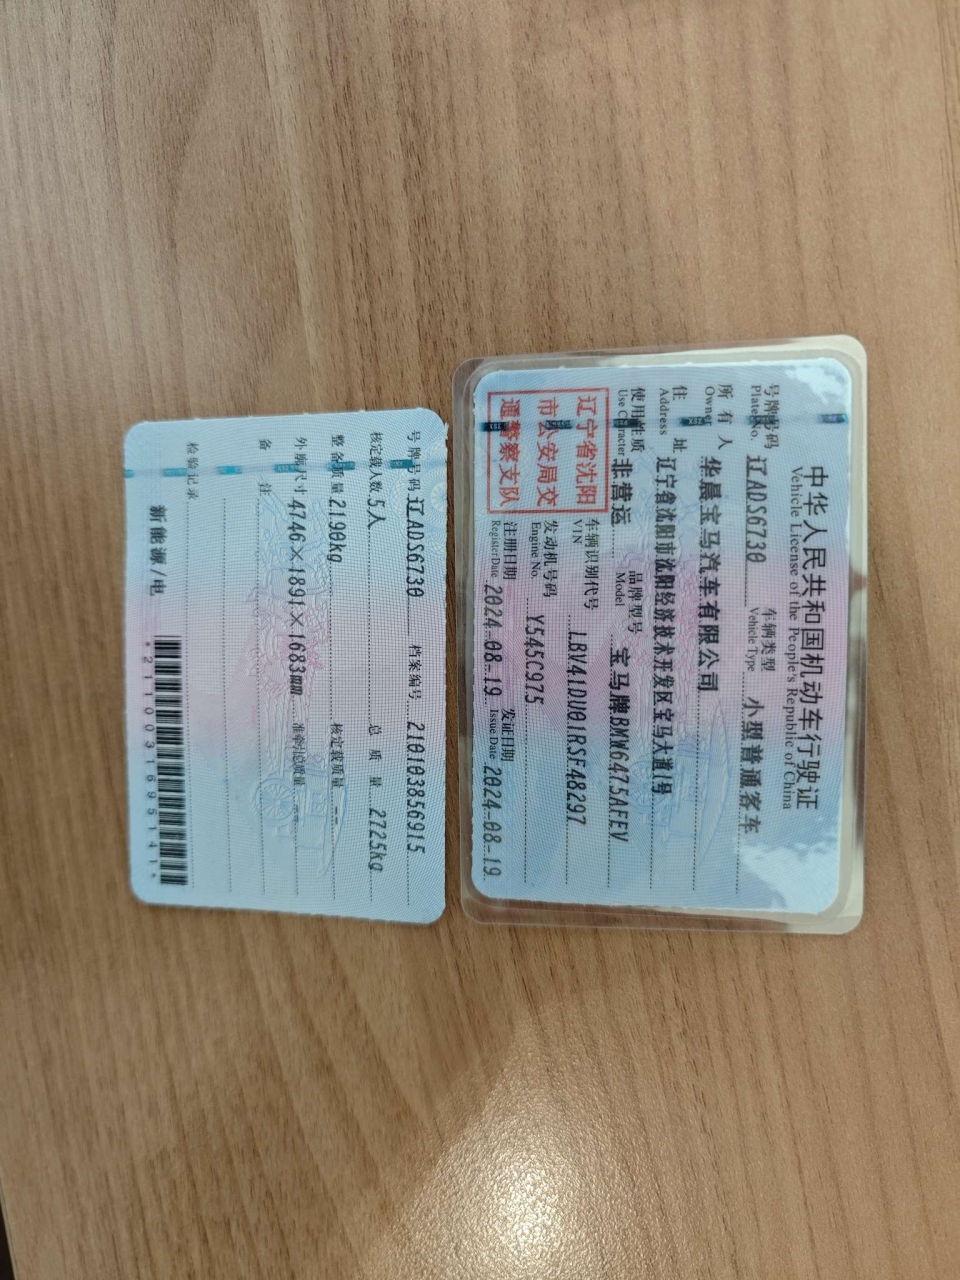 中华人民共和国机动车行驶证
Vehicle License of the People's Republic of China
号牌号码 辽ADS6730 车辆类型 小型普通客车
Plate No. Vehicle Type
所有人 华晨宝马汽车有限公司
Owner
住址 辽宁省沈阳市沈阳经济技术开发区宝马大道1号
Address
使用性质 非营运 品牌型号 宝马牌BMW6475AFEV
Use Character Model
辽宁省沈阳
市公安局交
通警察支队
车辆识别代号 LBV41DU01RSF48297
VIN
发动机号码 Y545C975
Engine No.
注册日期 2024-08-19 发证日期 2024-08-19
Register Date Issue Date
号牌号码 辽ADS6730 档案编号 210103856915
核定载人数 5人 总质量 2725kg
整备质量 2190kg 核定载质量 --
外廓尺寸 4746×1891×1683mm 准牵引总质量 --
备注
检验记录
新能源/电
*2110031695141*